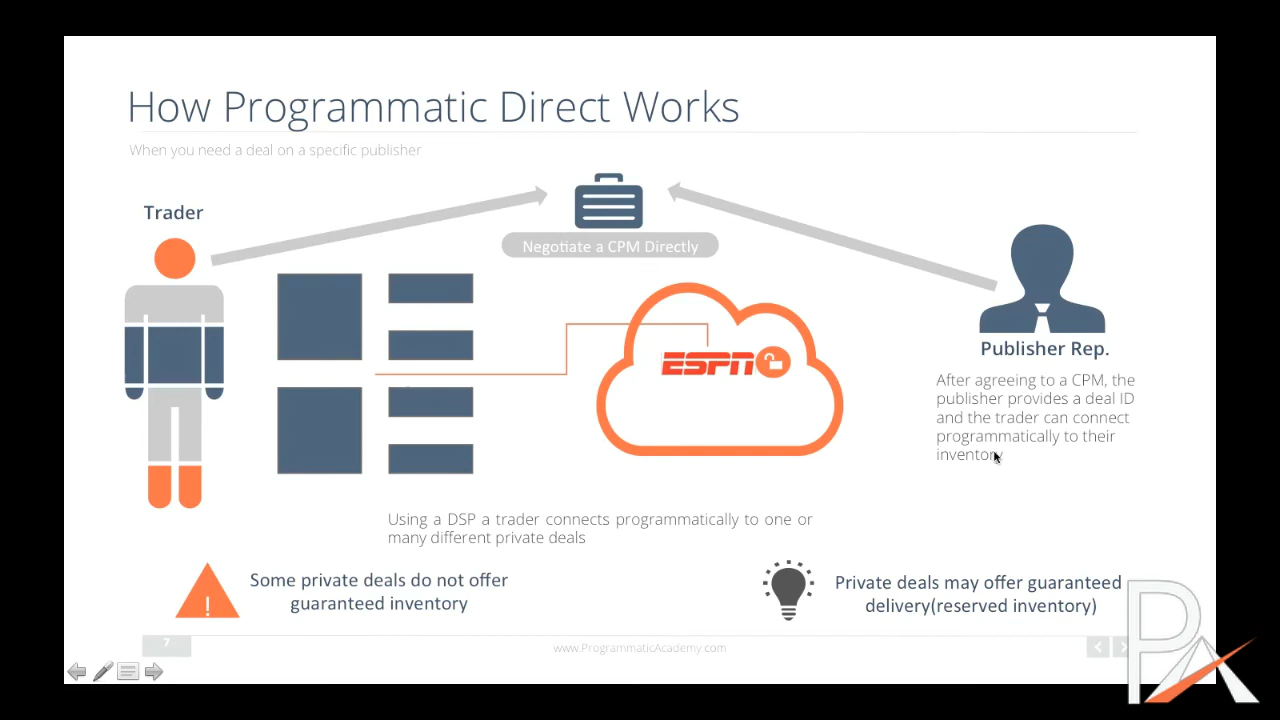 How Programmatic Direct Works
When you need a deal on a specific publisher
Trader
Negotiate a CPM Directly
ESPN
Publisher Rep.
After agreeing to a CPM, the
publisher provides a deal ID
and the trader can connect
programmatically to their
inventory
Using a DSP a trader connects programmatically to one or
many different private deals
!
Some private deals do not offer
guaranteed inventory
Private deals may offer guaranteed
delivery(reserved inventory)
7
www.ProgrammaticAcademy.com
PA